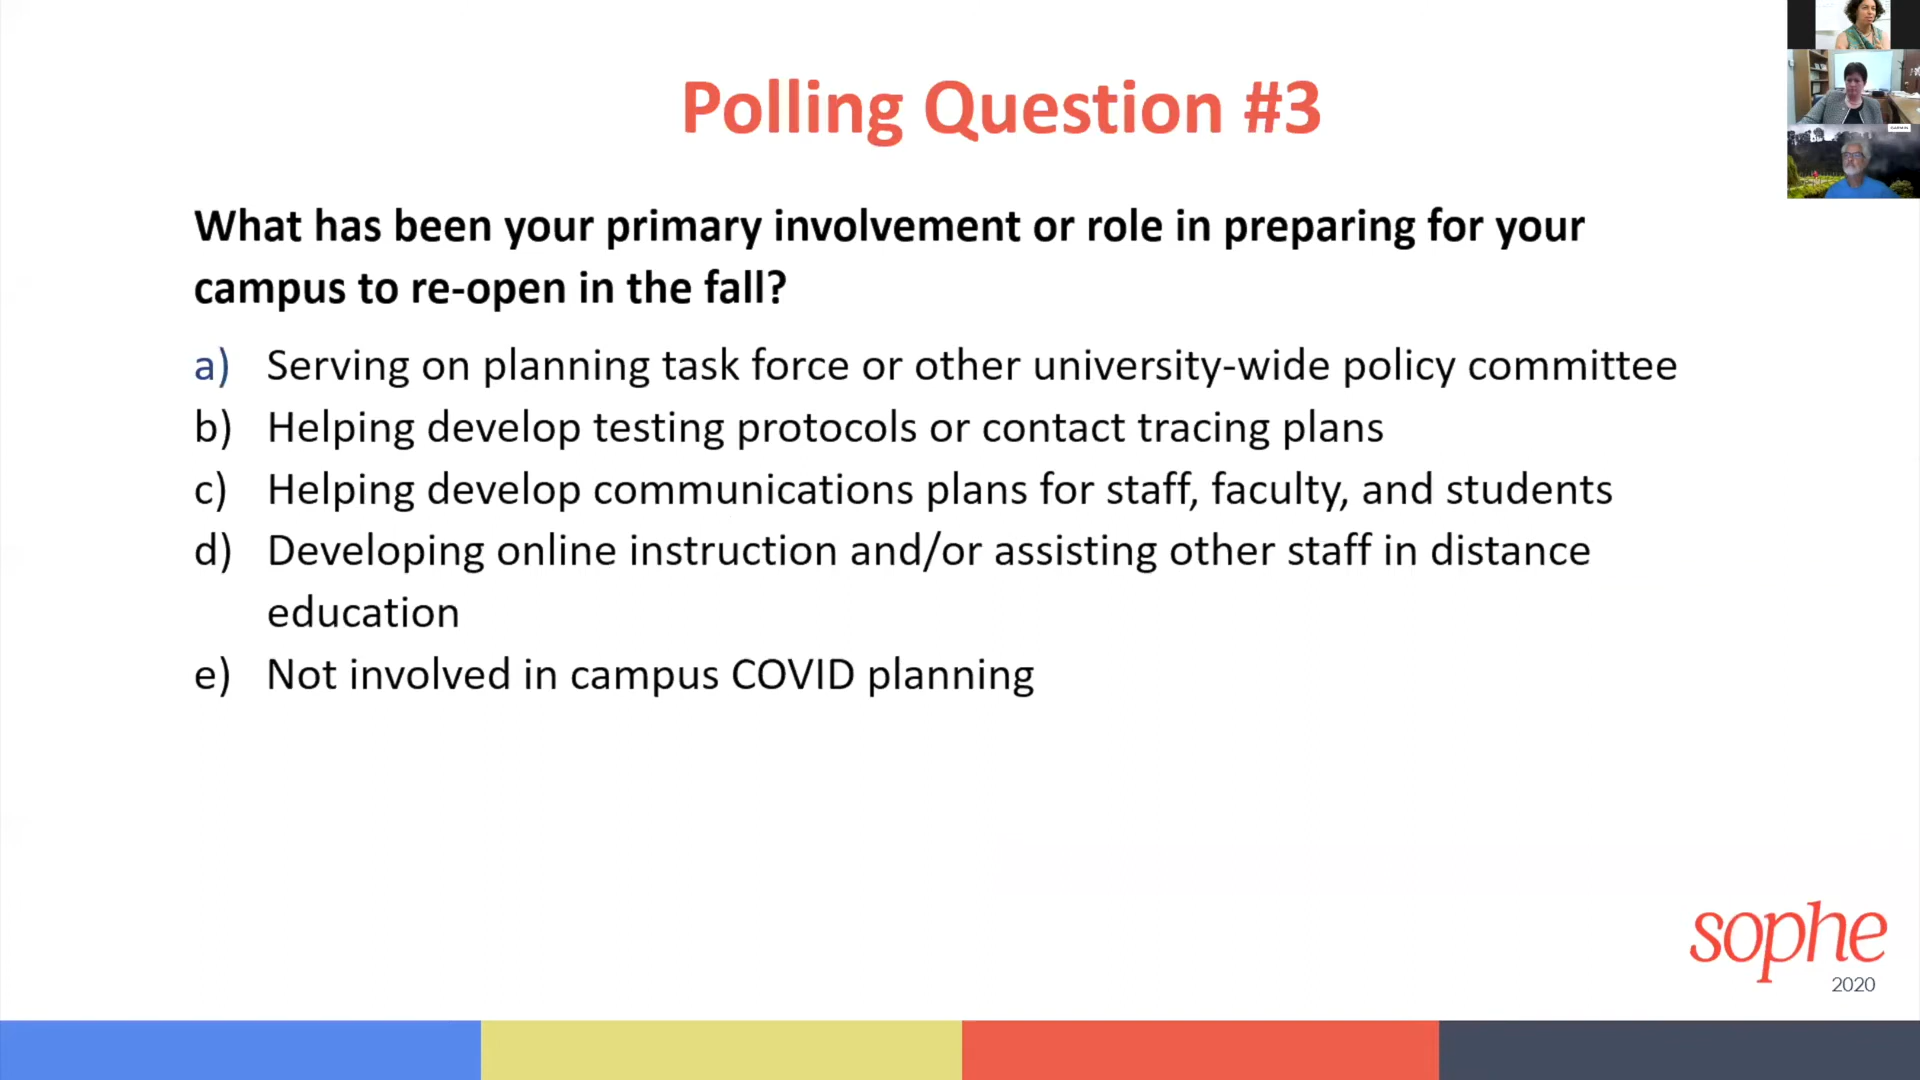 Polling Question #3
What has been your primary involvement or role in preparing for your
campus to re-open in the fall?
a) Serving on planning task force or other university-wide policy committee
b) Helping develop testing protocols or contact tracing plans
c) Helping develop communications plans for staff, faculty, and students
d) Developing online instruction and/or assisting other staff in distance
education
e) Not involved in campus COVID planning
sophe
2020